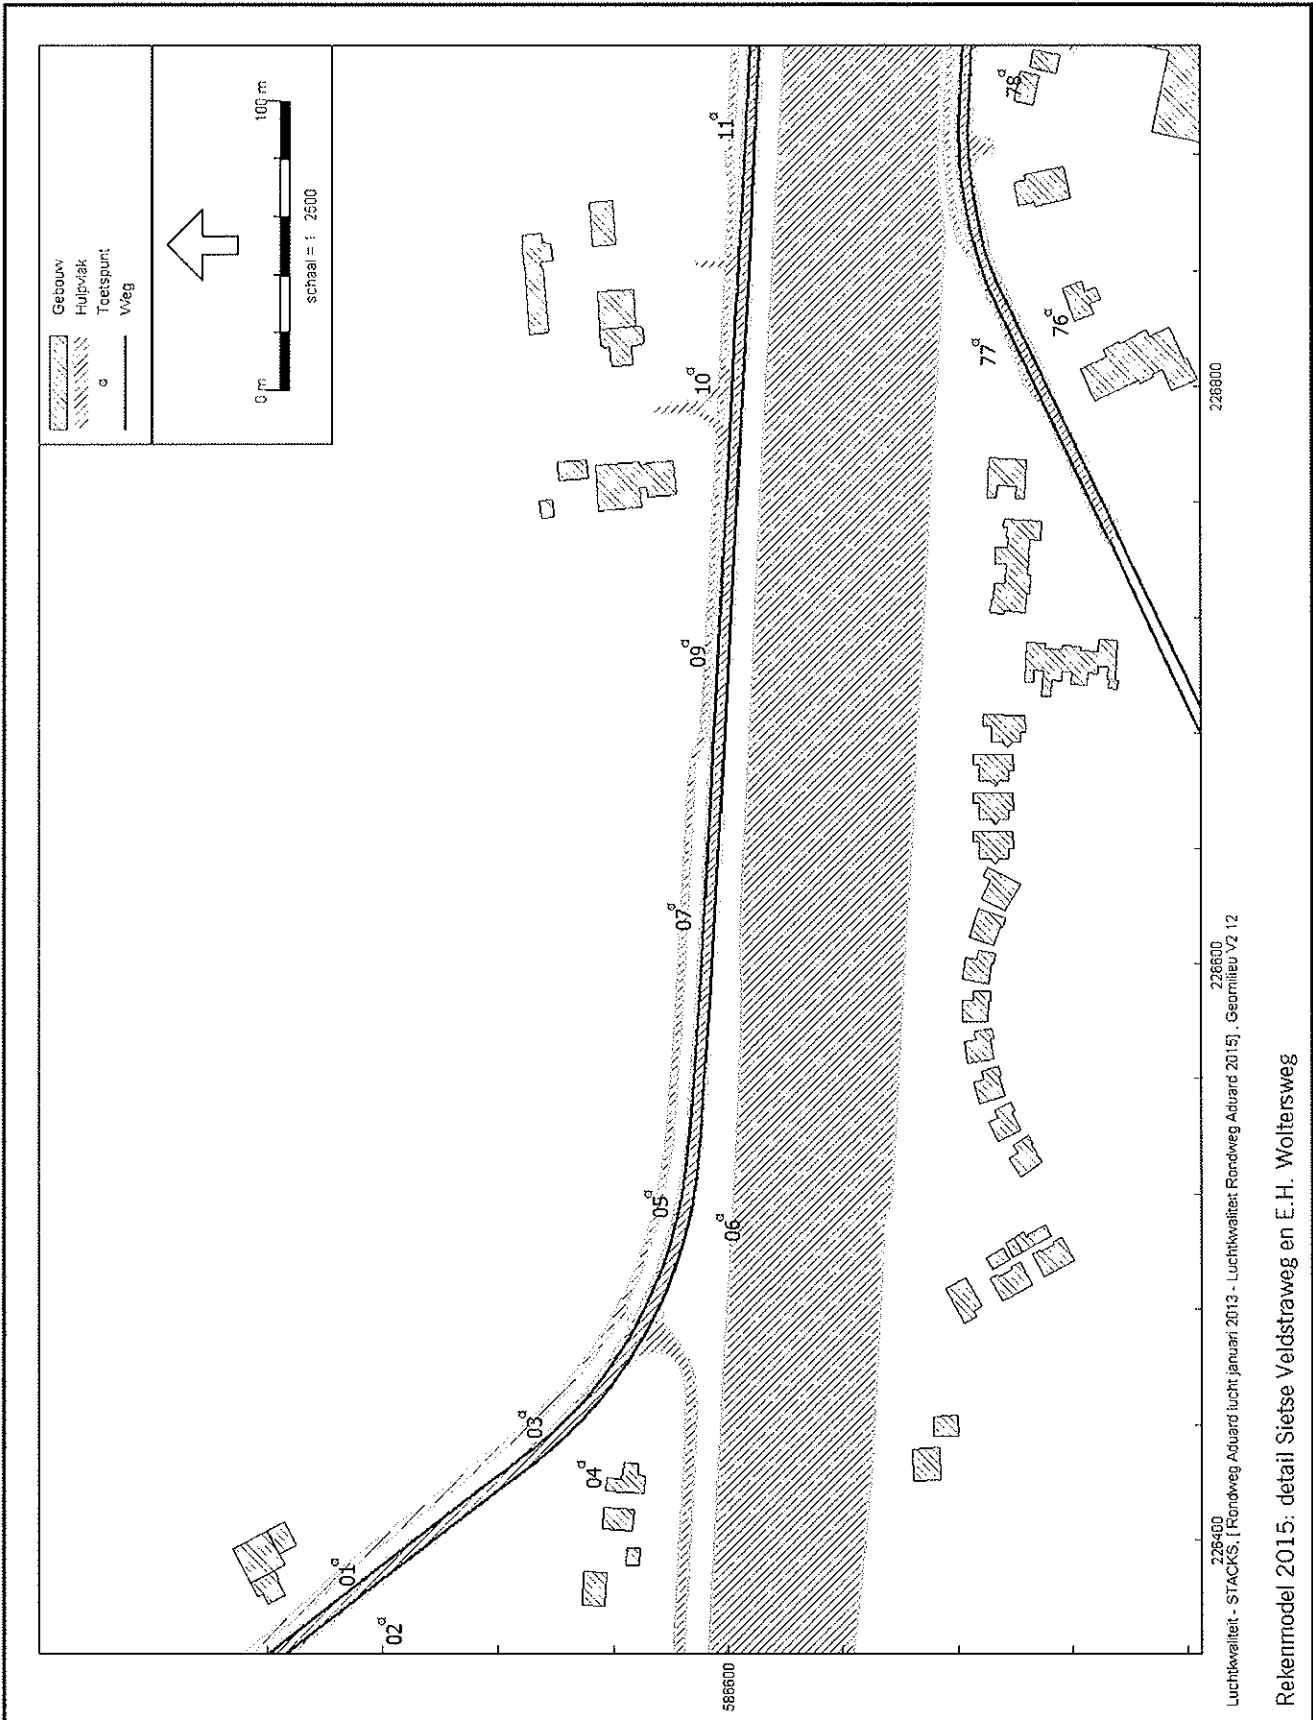 Gebouw
Hulpvlak
Toetspunt
Weg
0 m
100 m
schaal = 1 : 2500
01
02
03
04
05
06
07
09
10
11
76
77
78
586600
226400
226600
226800
Luchtkwaliteit - STACKS, [Rondweg Aduard lucht januari 2013 - Luchtkwaliteit Rondweg Aduard 2015] , Geomilieu V2.12
Rekenmodel 2015: detail Sietse Veldstraweg en E.H. Woltersweg